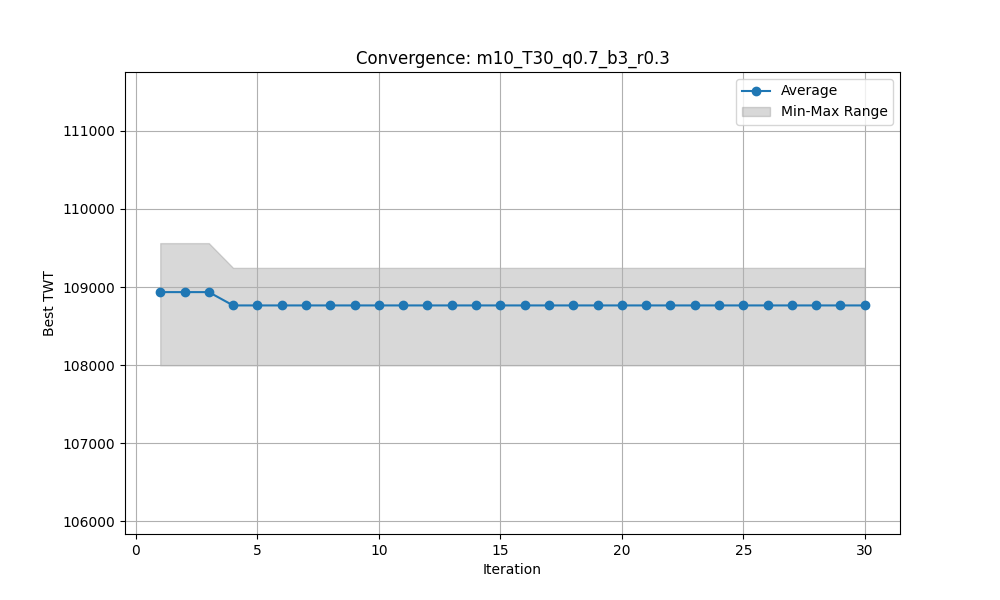 Convergence: m10_T30_q0.7_b3_r0.3
Average
Min-Max Range
111000
110000
109000
108000
107000
106000
Best TWT
0 5 10 15 20 25 30
Iteration